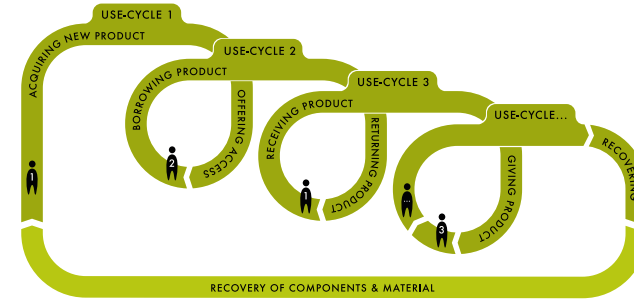 USE-CYCLE 1
ACQUIRING NEW PRODUCT
1
USE-CYCLE 2
BORROWING PRODUCT
OFFERING ACCESS
2
USE-CYCLE 3
RECEIVING PRODUCT
RETURNING PRODUCT
1
USE-CYCLE...
GIVING PRODUCT
...
3
RECOVERING
RECOVERY OF COMPONENTS & MATERIAL